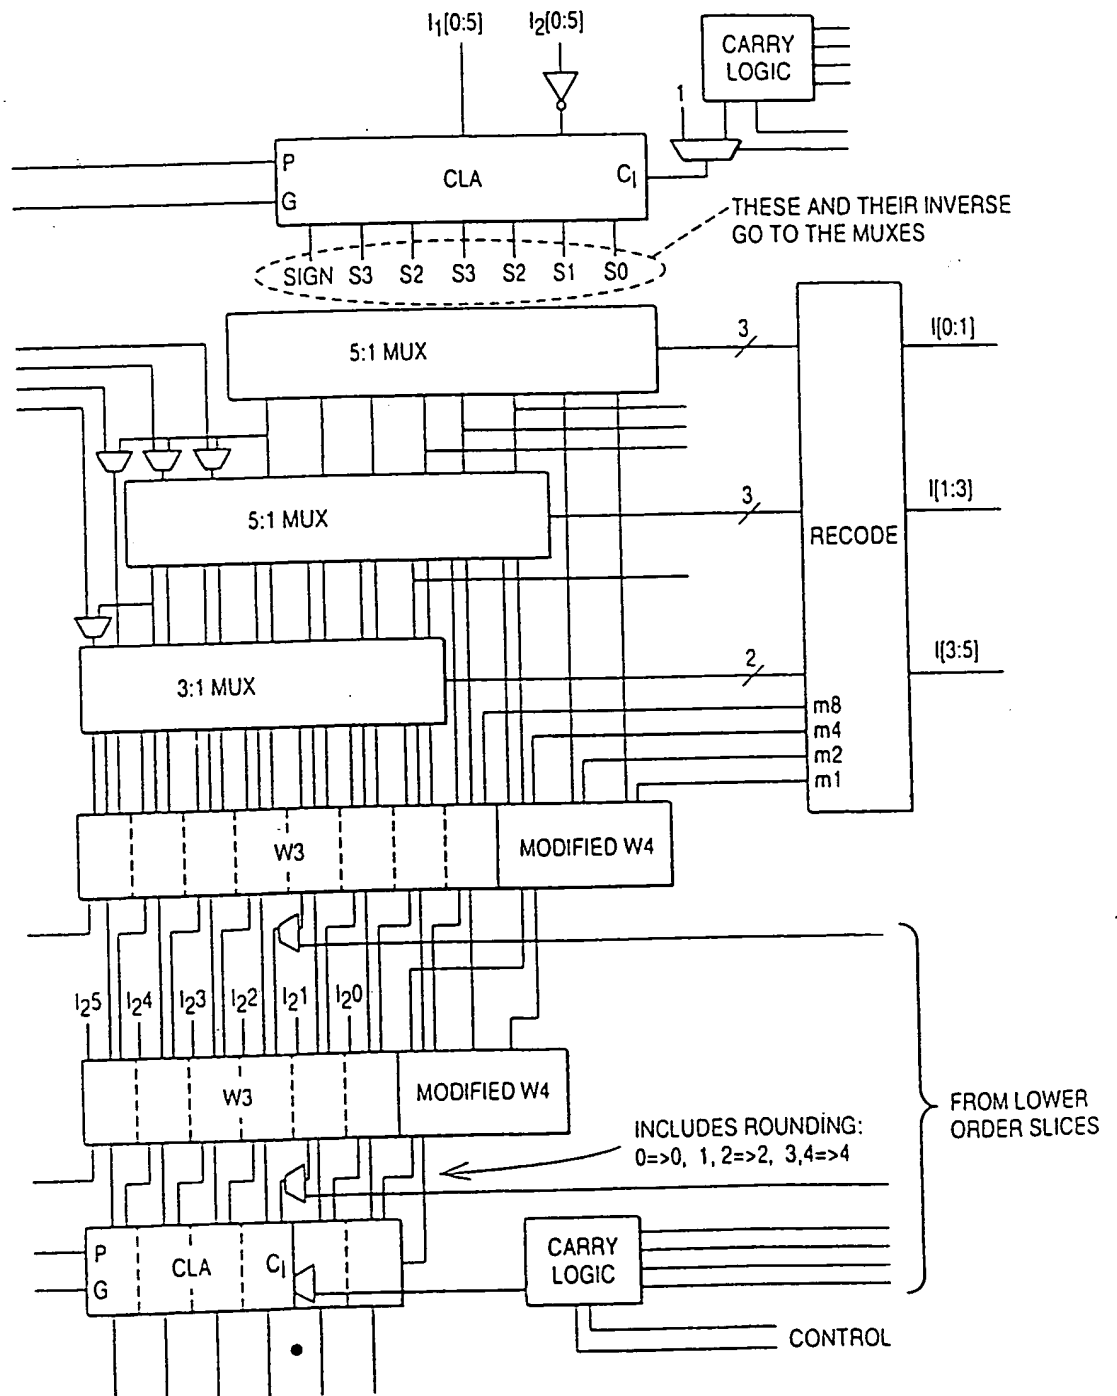 I1[0:5] I2[0:5]
CARRY
LOGIC
1
P
G
CLA
CI
THESE AND THEIR INVERSE
GO TO THE MUXES
SIGN S3 S2 S3 S2 S1 S0
5:1 MUX
3
I[0:1]
5:1 MUX
3
I[1:3]
RECODE
3:1 MUX
2
I[3:5]
m8
m4
m2
m1
W3
MODIFIED W4
I25 I24 I23 I22 I21 I20
W3
MODIFIED W4
FROM LOWER
ORDER SLICES
INCLUDES ROUNDING:
0=>0, 1, 2=>2, 3,4=>4
P
G
CLA
CI
CARRY
LOGIC
CONTROL